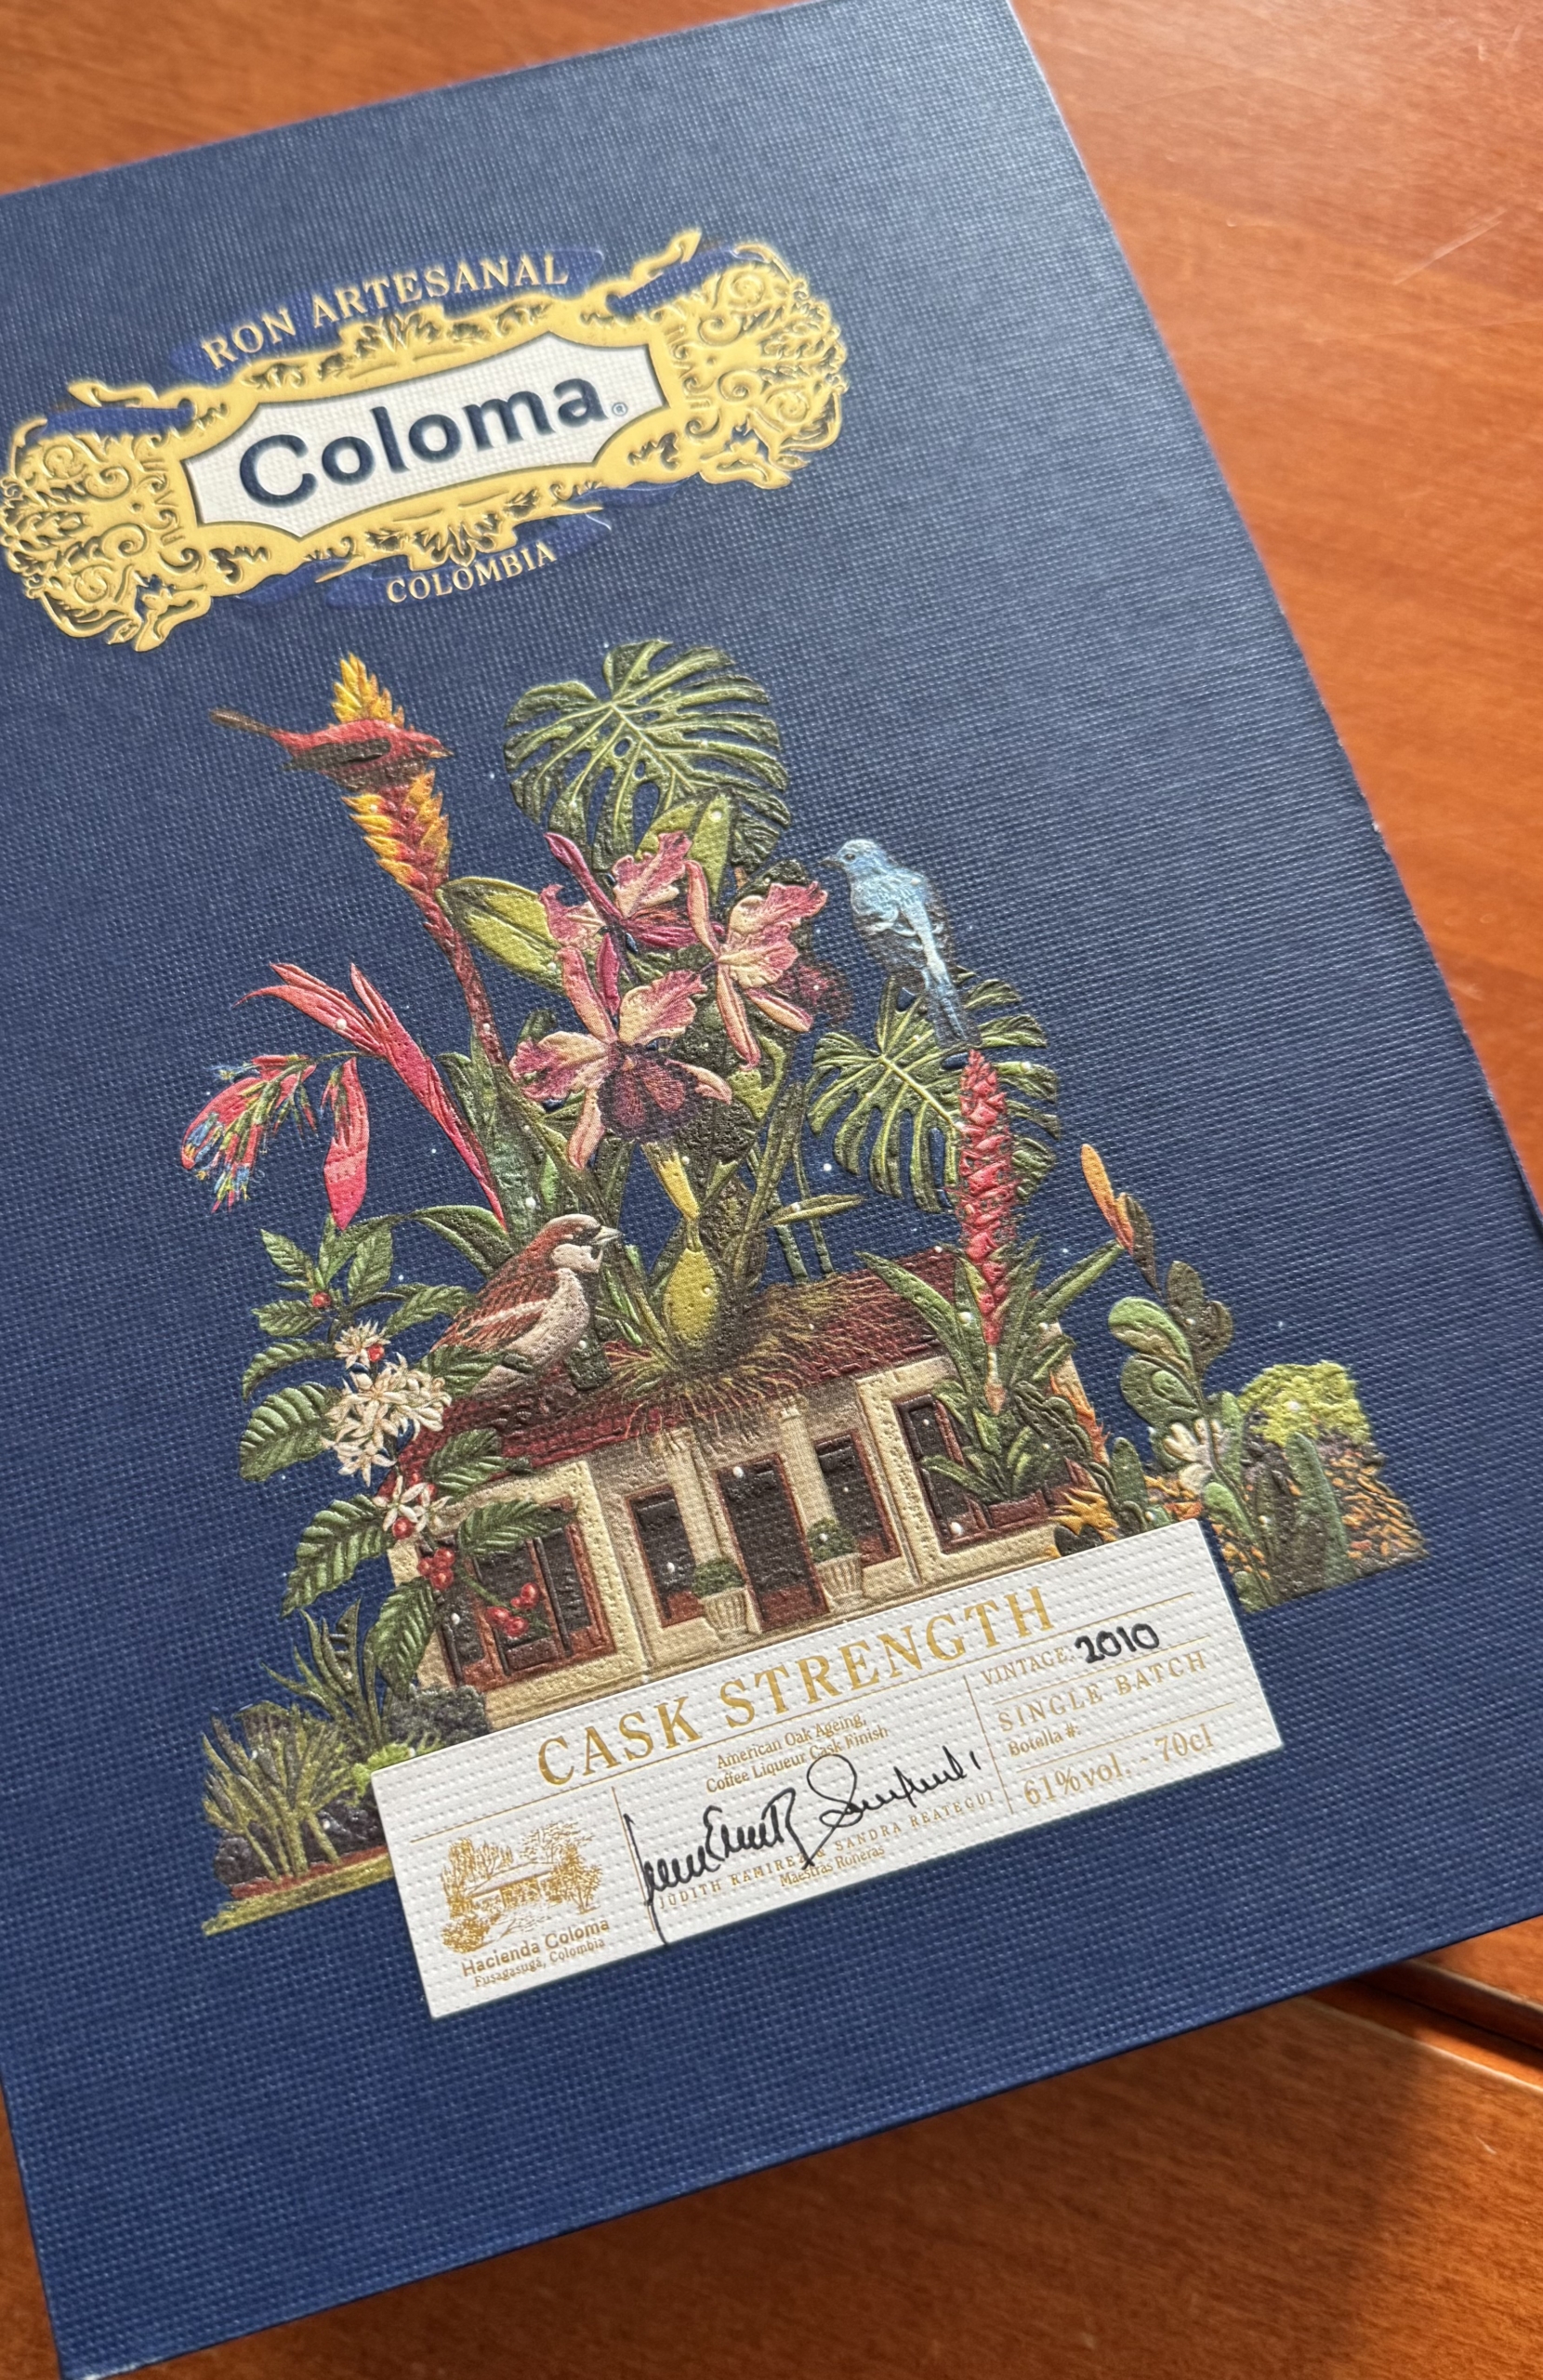 RON ARTESANAL
Coloma®
COLOMBIA
CASK STRENGTH
American Oak Ageing,
Coffee Liqueur Cask Finish
JUDITH RAMIREZ & SANDRA REATEGUI
Maestras Roneras
VINTAGE: 2010
SINGLE BATCH
Botella #:
61%vol. - 70cl
Hacienda Coloma
Fusagasugá, Colombia